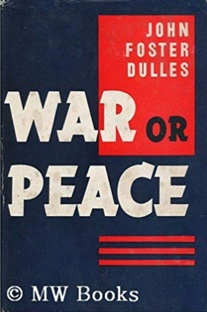 JOHN
FOSTER
DULLES
WAR OR
PEACE
© MW Books